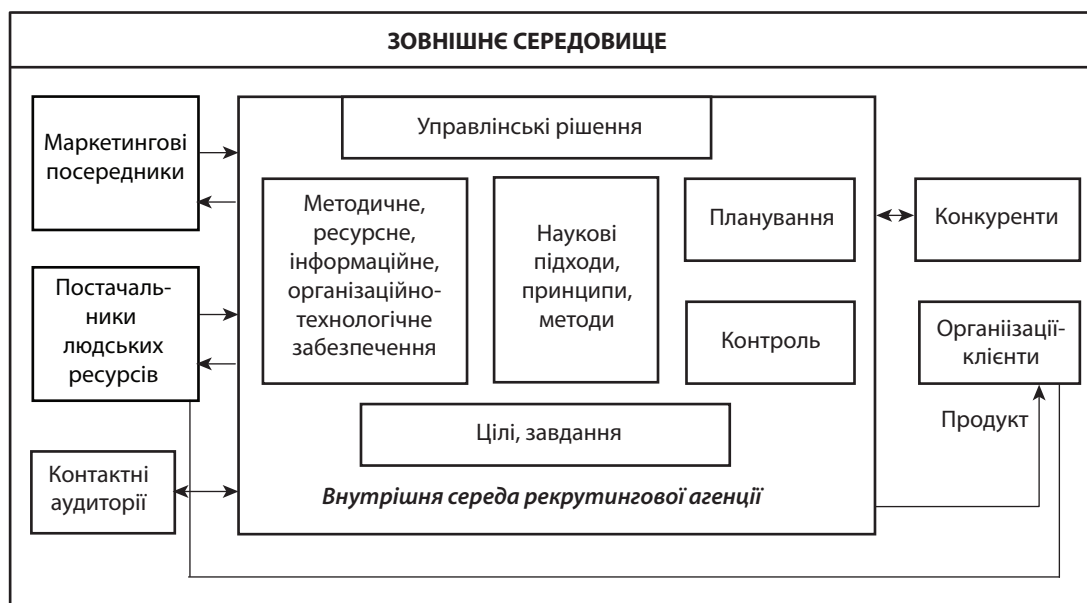 ЗОВНІШНЄ СЕРЕДОВИЩЕ
Маркетингові
посередники
Постачаль-
ники
людських
ресурсів
Контактні
аудиторії
Управлінські рішення
Методичне,
ресурсне,
інформаційне,
організаційно-
технологічне
забезпечення
Наукові
підходи,
принципи,
методи
Планування
Контроль
Цілі, завдання
Внутрішня середа рекрутингової агенції
Конкуренти
Органіізації-
клієнти
Продукт